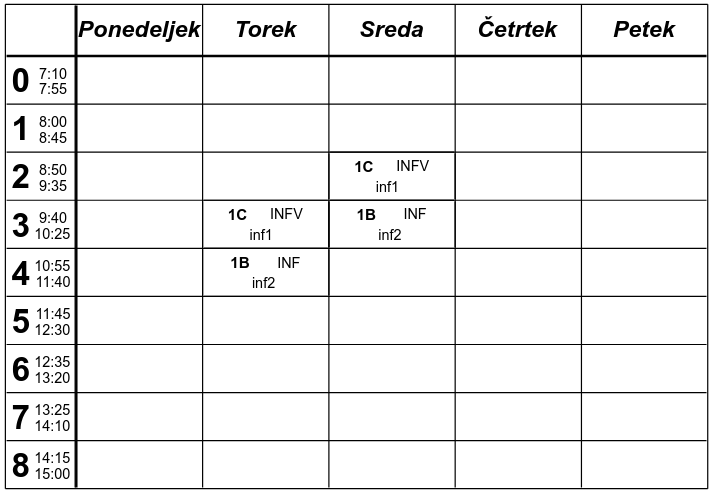 Ponedeljek Torek Sreda Četrtek Petek
0 7:10
7:55
1 8:00
8:45
2 8:50
9:35
1C INFV
inf1
3 9:40
10:25
1C INFV
inf1
1B INF
inf2
4 10:55
11:40
1B INF
inf2
5 11:45
12:30
6 12:35
13:20
7 13:25
14:10
8 14:15
15:00